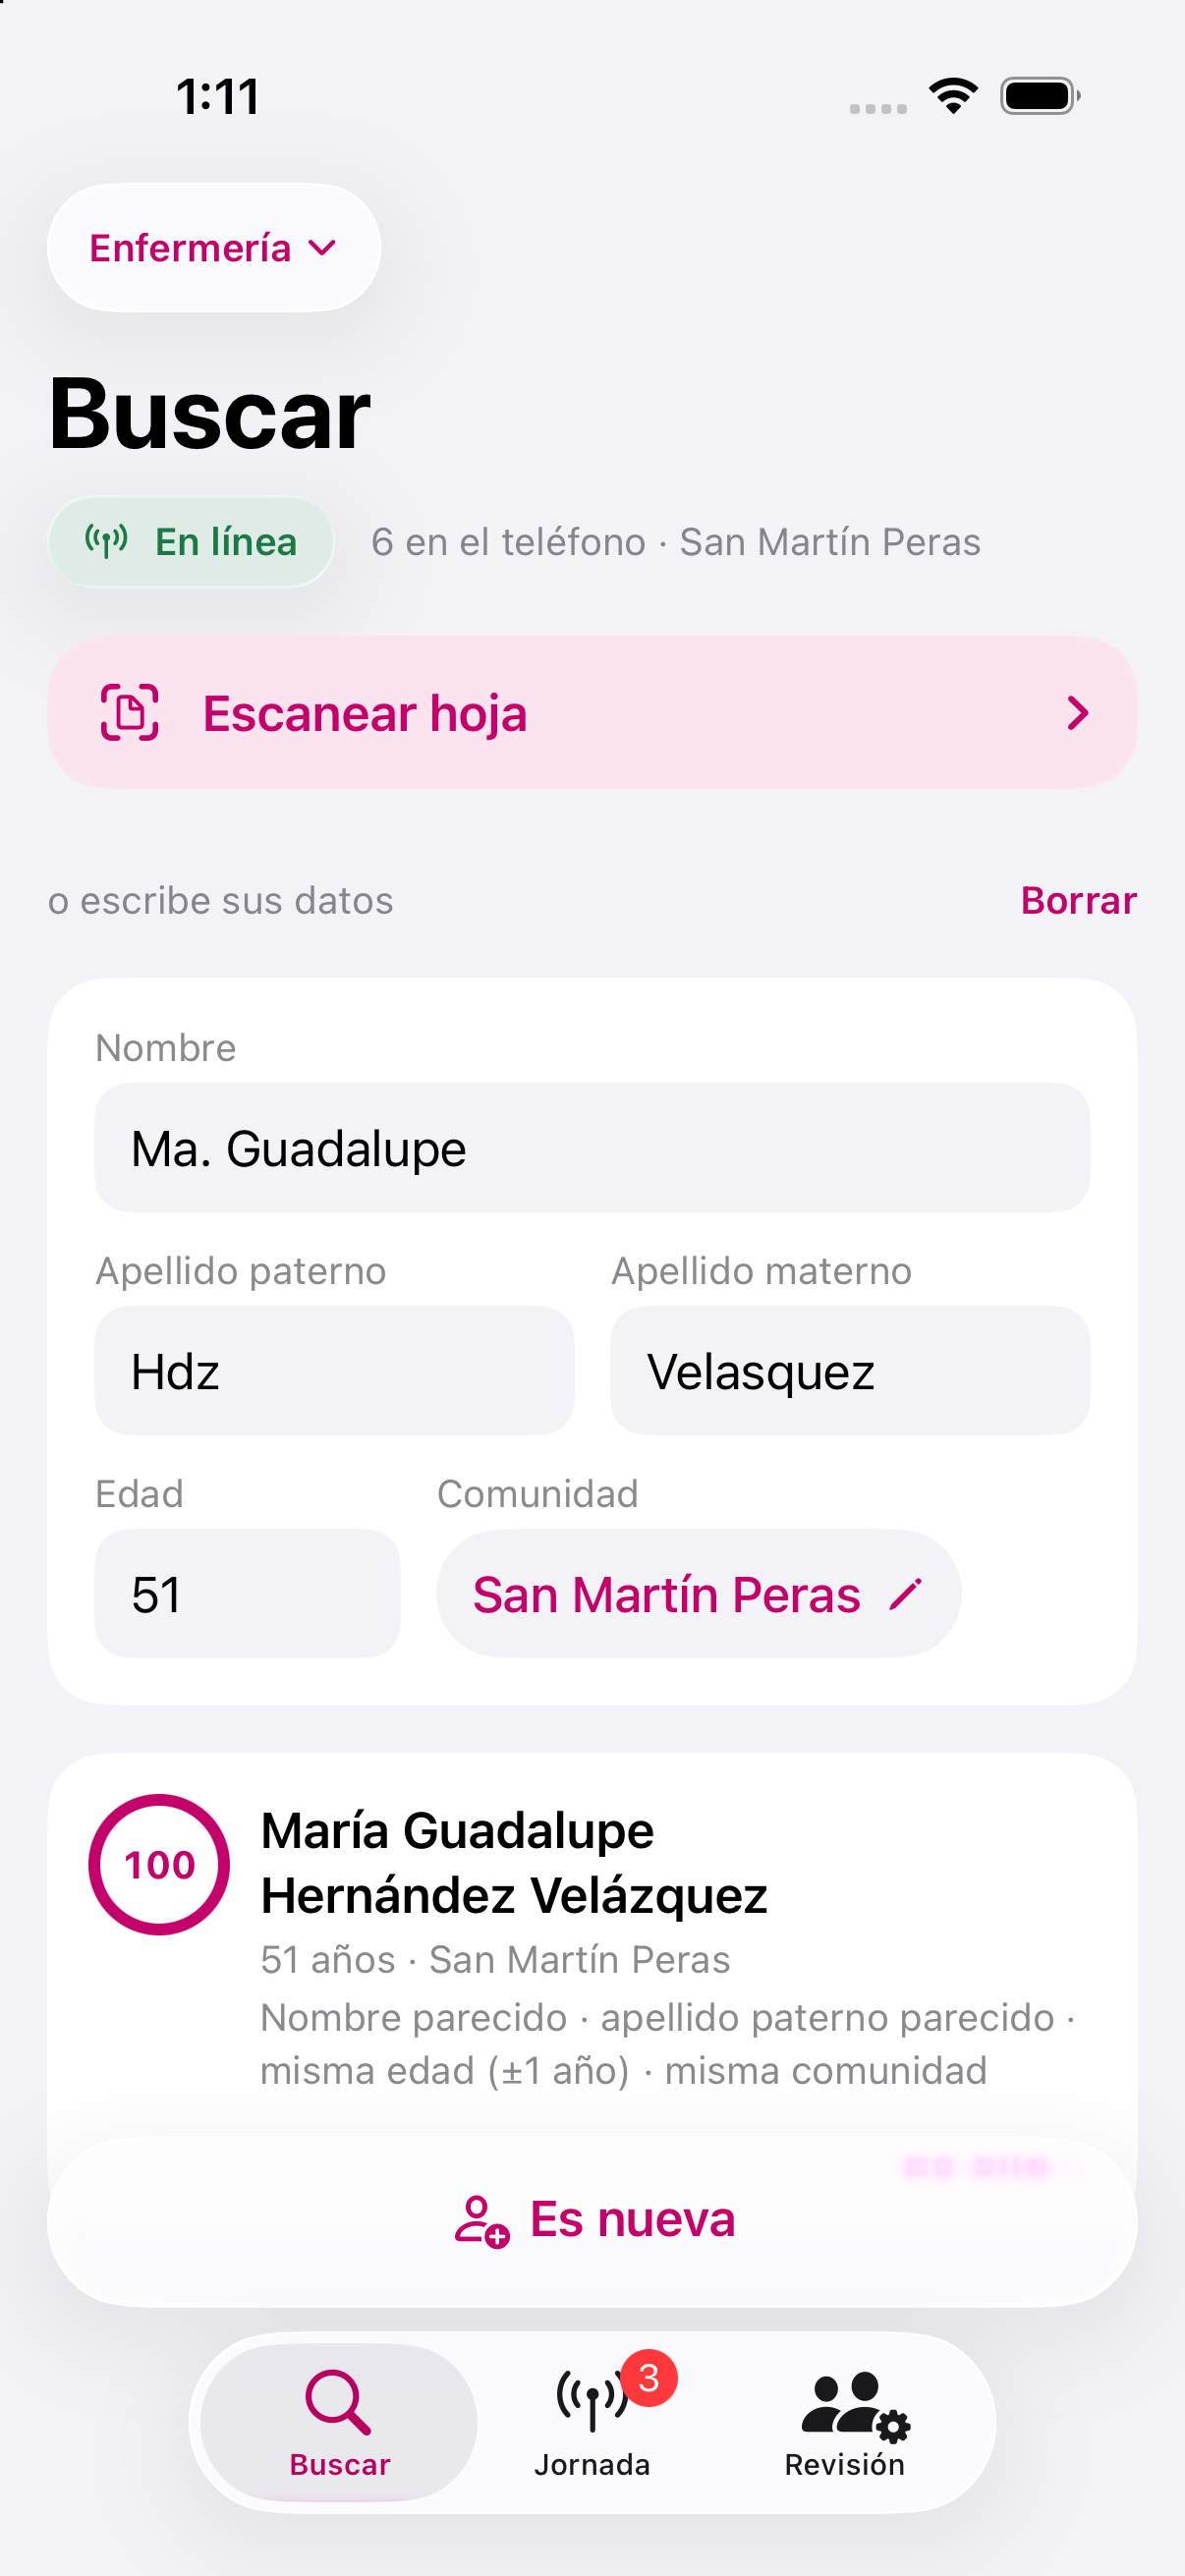 1:11
Enfermería
Buscar
En línea
6 en el teléfono · San Martín Peras
Escanear hoja
o escribe sus datos
Borrar
Nombre
Ma. Guadalupe
Apellido paterno
Apellido materno
Hdz
Velasquez
Edad
Comunidad
51
San Martín Peras
100
María Guadalupe
Hernández Velázquez
51 años · San Martín Peras
Nombre parecido · apellido paterno parecido ·
misma edad (±1 año) · misma comunidad
Es nueva
3
Buscar
Jornada
Revisión